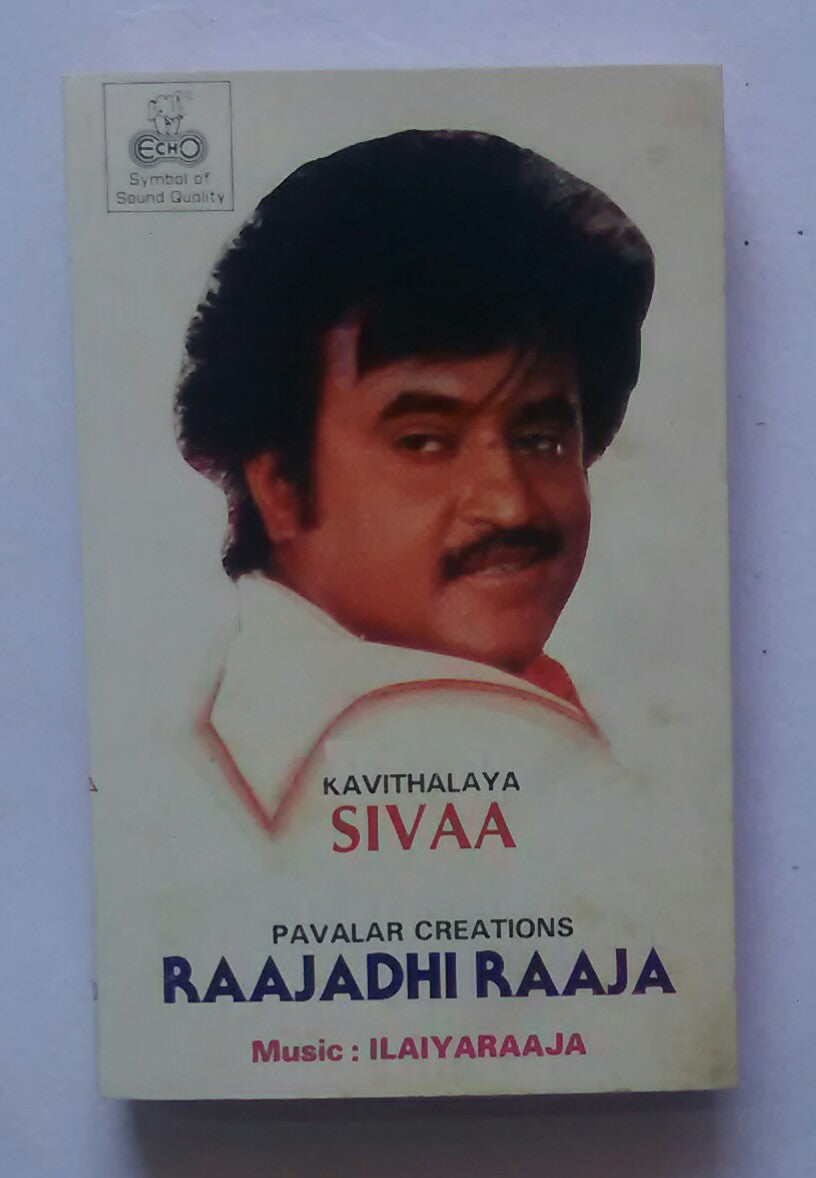 ECHO
Symbol of
Sound Quality
KAVITHALAYA
SIVAA
PAVALAR CREATIONS
RAAJADHI RAAJA
Music : ILAIYARAAJA